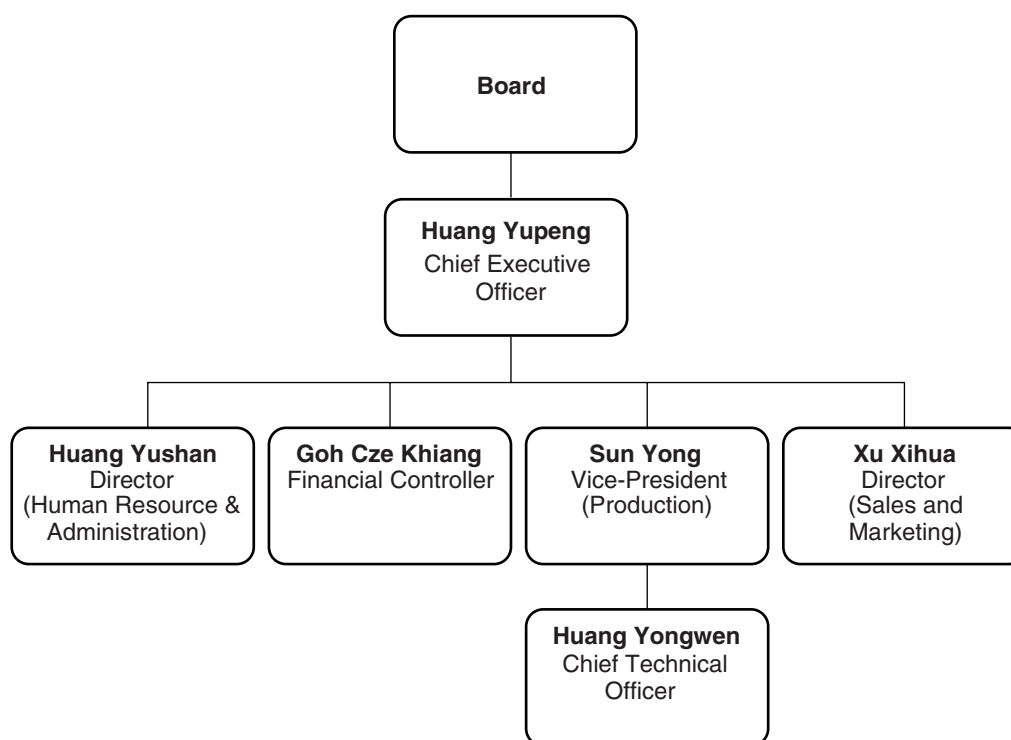 Board
Huang Yupeng
Chief Executive
Officer
Huang Yushan
Director
(Human Resource &
Administration)
Goh Cze Khiang
Financial Controller
Sun Yong
Vice-President
(Production)
Xu Xihua
Director
(Sales and
Marketing)
Huang Yongwen
Chief Technical
Officer